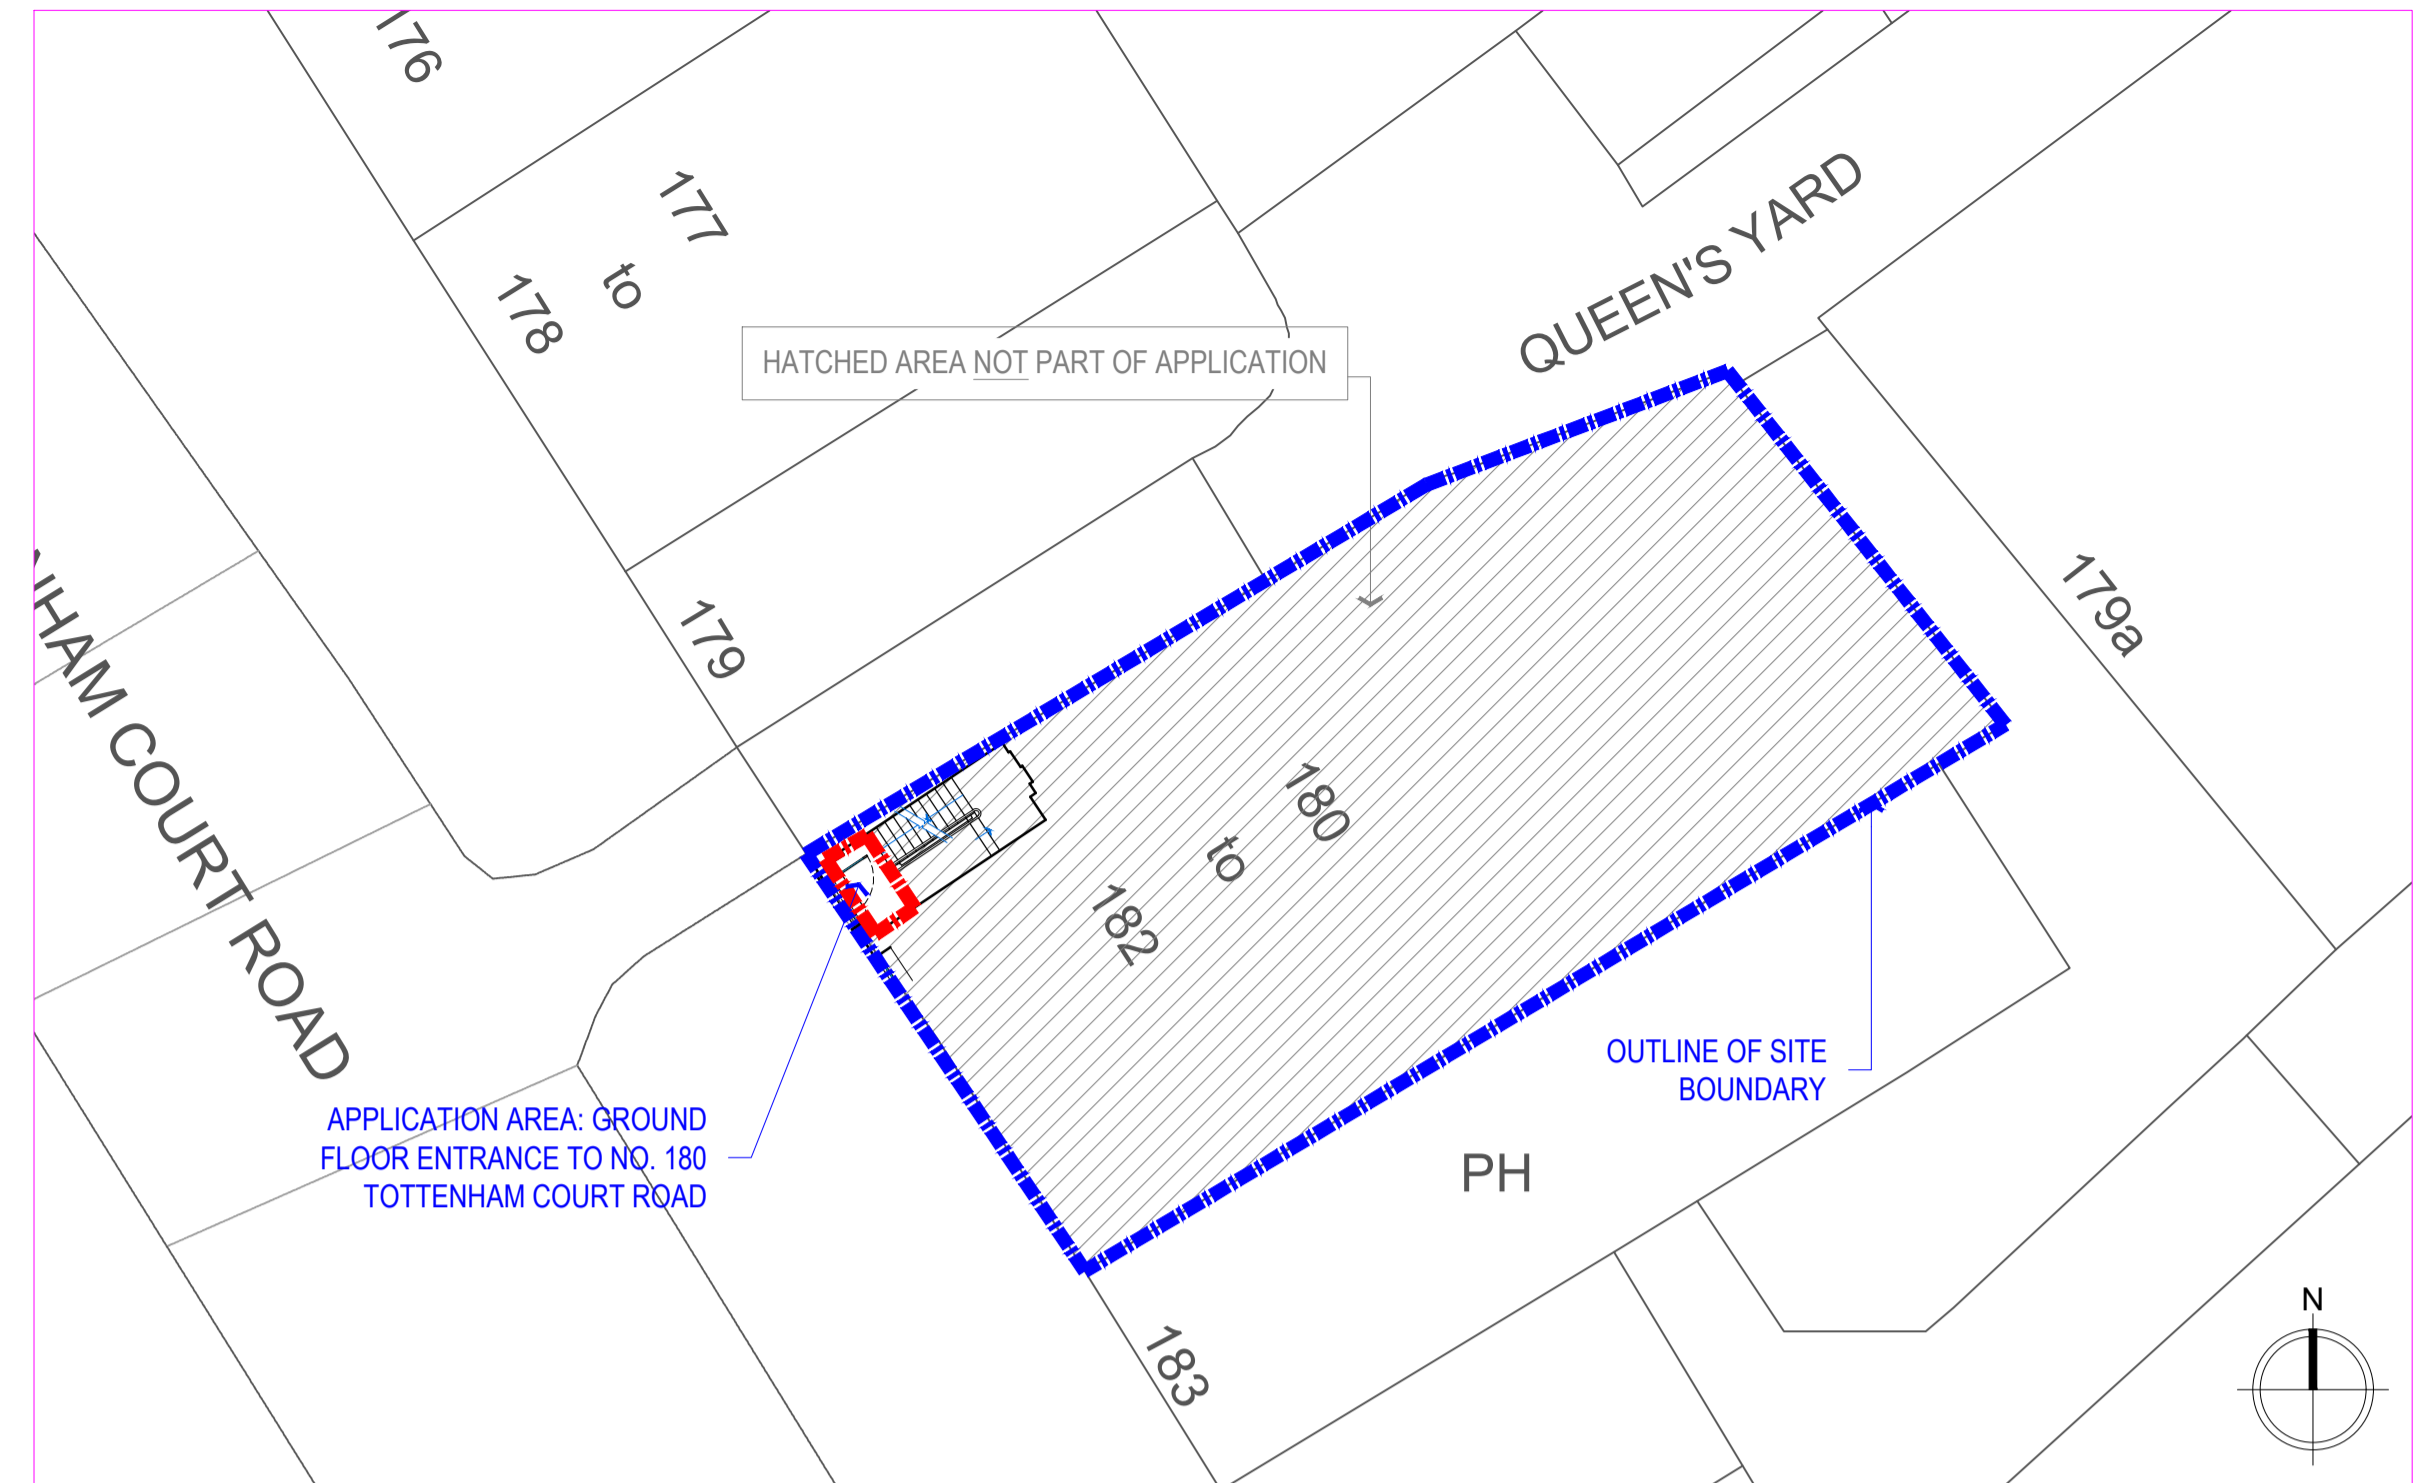 176
177
to
178
QUEEN'S YARD
HATCHED AREA NOT PART OF APPLICATION
179
179a
HAM COURT ROAD
180
to
182
OUTLINE OF SITE
BOUNDARY
APPLICATION AREA: GROUND
FLOOR ENTRANCE TO NO. 180
TOTTENHAM COURT ROAD
PH
183
N